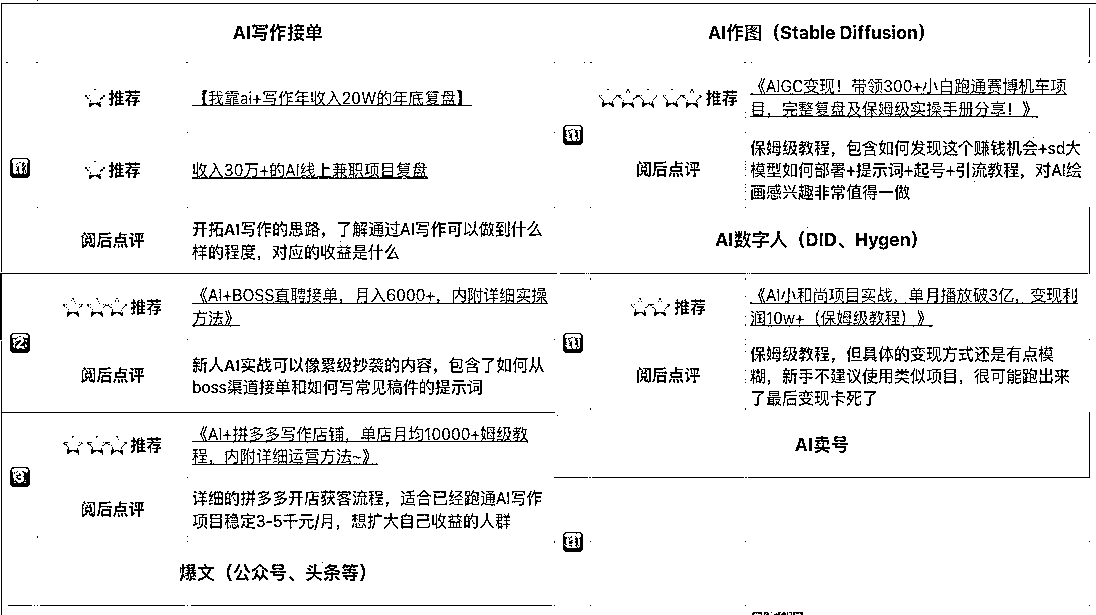 AI写作接单
推荐
【我靠ai+写作年收入20W的年底复盘】
1
推荐
收入30万+的AI线上兼职项目复盘
阅后点评
开拓AI写作的思路，了解通过AI写作可以做到什么
样的程度，对应的收益是什么
推荐
《AI+BOSS直聘接单，月入6000+，内附详细实操
方法》
2
阅后点评
新人AI实战可以像素级抄袭的内容，包含了如何从
boss渠道接单和如何写常见稿件的提示词
推荐
《AI+拼多多写作店铺，单店月均10000+姆级教
程，内附详细运营方法~》
3
阅后点评
详细的拼多多开店获客流程，适合已经跑通AI写作
项目稳定3-5千元/月，想扩大自己收益的人群
爆文（公众号、头条等）
AI作图（Stable Diffusion）
推荐
《AIGC变现！带领300+小白跑通赛博机车项
目，完整复盘及保姆级实操手册分享！》
1
阅后点评
保姆级教程，包含如何发现这个赚钱机会+sd大
模型如何部署+提示词+起号+引流教程，对AI绘
画感兴趣非常值得一做
AI数字人（DID、Hygen）
推荐
《AI小和尚项目实战，单月播放破3亿，变现利
润10w+（保姆级教程）》
1
阅后点评
保姆级教程，但具体的变现方式还是有点模
糊，新手不建议使用类似项目，很可能跑出来
了最后变现卡死了
AI卖号
1